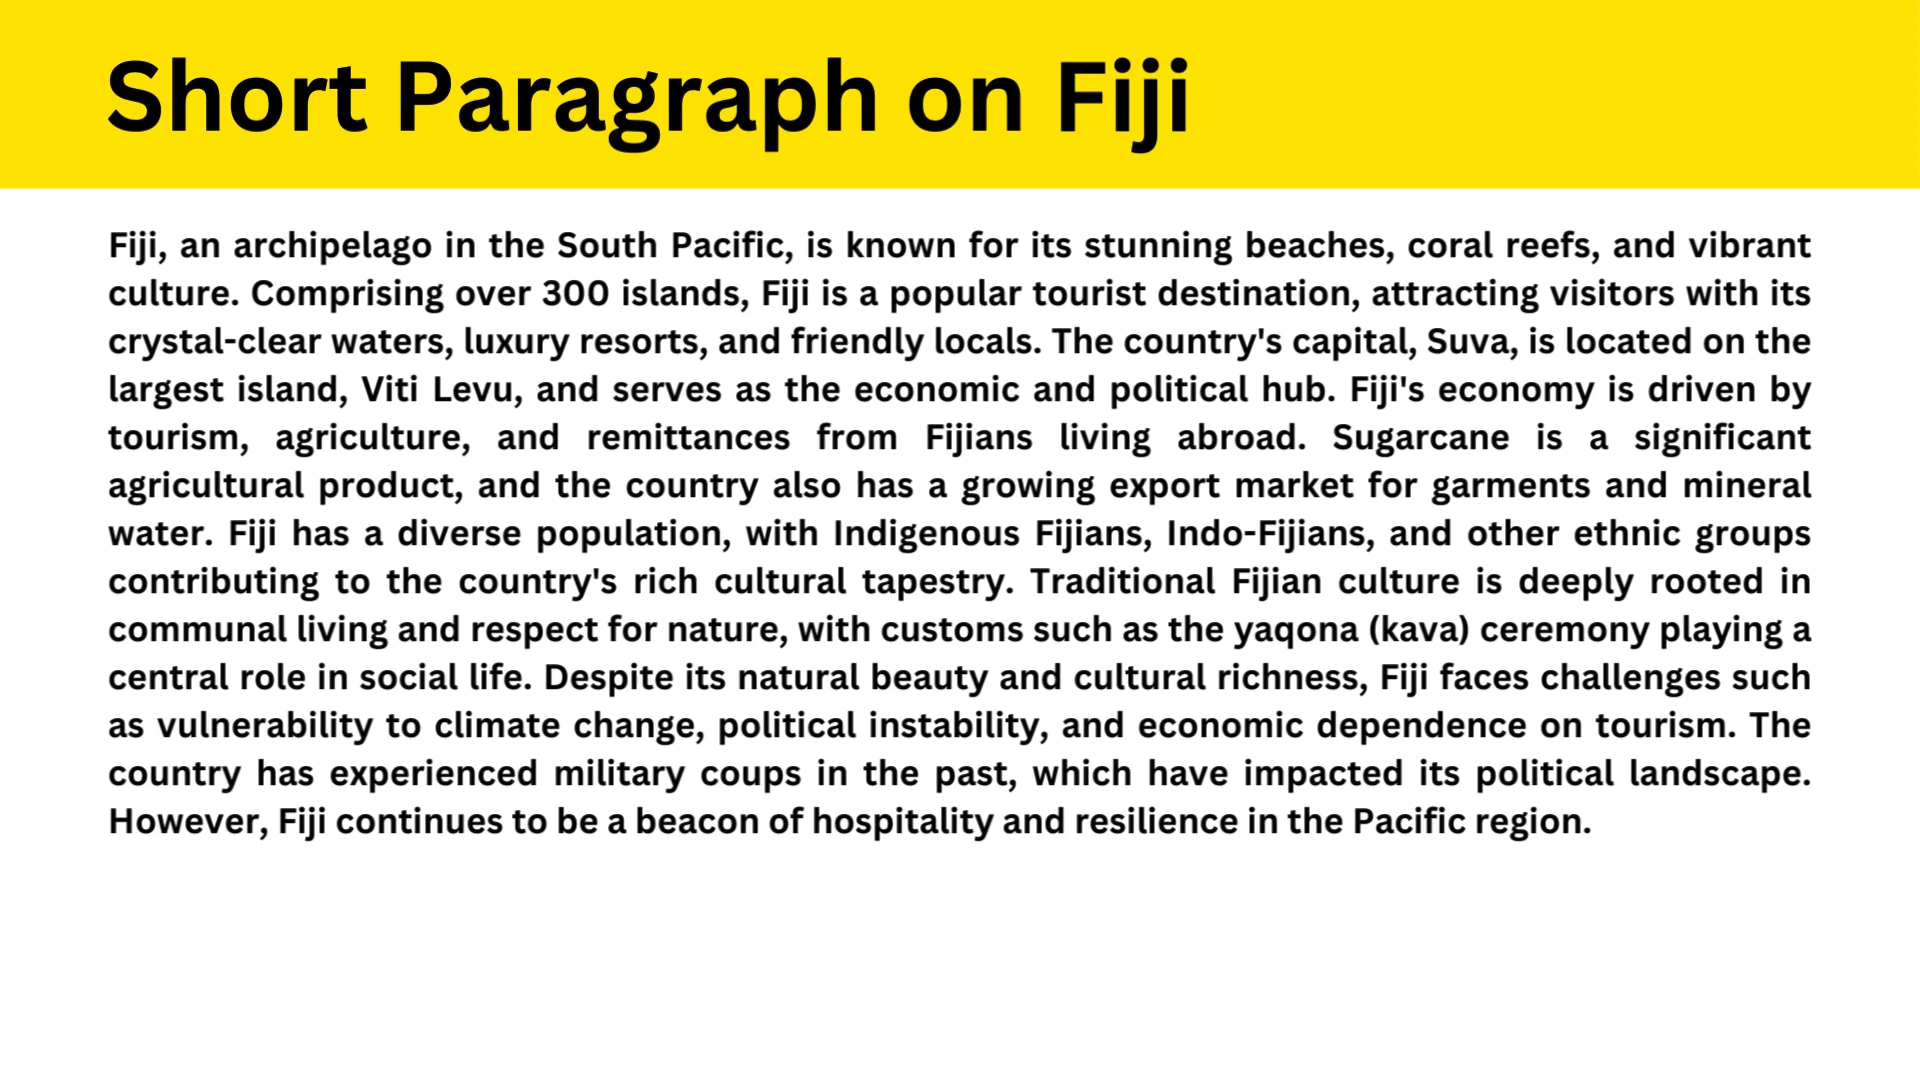 Short Paragraph on Fiji
Fiji, an archipelago in the South Pacific, is known for its stunning beaches, coral reefs, and vibrant
culture. Comprising over 300 islands, Fiji is a popular tourist destination, attracting visitors with its
crystal-clear waters, luxury resorts, and friendly locals. The country's capital, Suva, is located on the
largest island, Viti Levu, and serves as the economic and political hub. Fiji's economy is driven by
tourism, agriculture, and remittances from Fijians living abroad. Sugarcane is a significant
agricultural product, and the country also has a growing export market for garments and mineral
water. Fiji has a diverse population, with Indigenous Fijians, Indo-Fijians, and other ethnic groups
contributing to the country's rich cultural tapestry. Traditional Fijian culture is deeply rooted in
communal living and respect for nature, with customs such as the yaqona (kava) ceremony playing a
central role in social life. Despite its natural beauty and cultural richness, Fiji faces challenges such
as vulnerability to climate change, political instability, and economic dependence on tourism. The
country has experienced military coups in the past, which have impacted its political landscape.
However, Fiji continues to be a beacon of hospitality and resilience in the Pacific region.